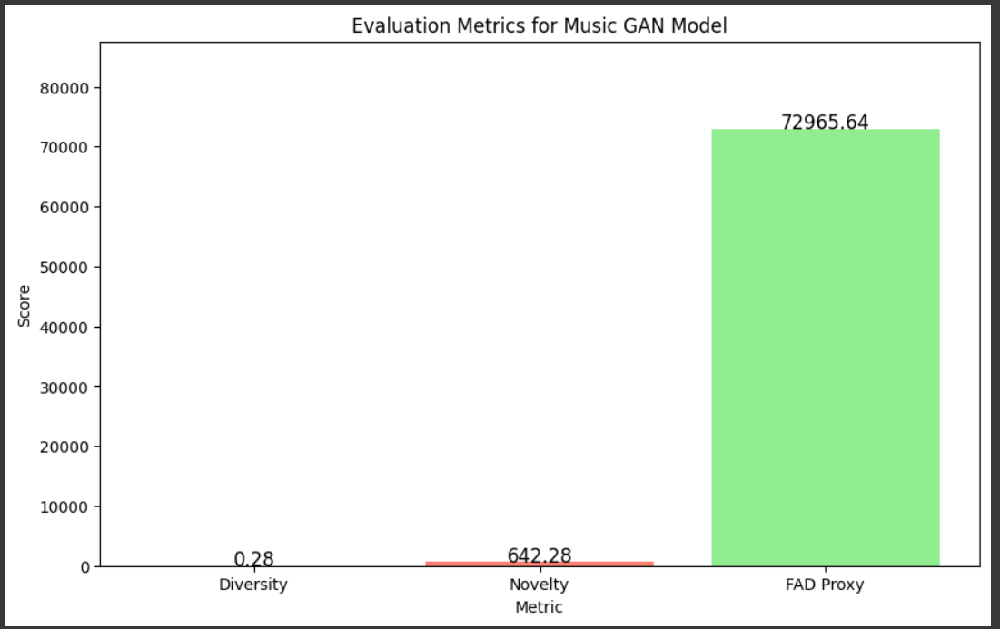 Evaluation Metrics for Music GAN Model
80000
70000
60000
50000
40000
30000
20000
10000
0
Score
0.28
642.28
72965.64
Diversity
Novelty
FAD Proxy
Metric